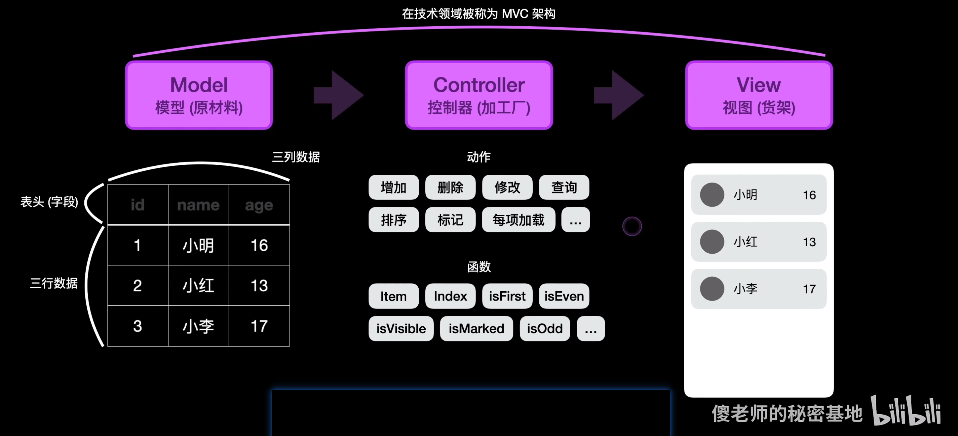 在技术领域被称为 MVC 架构
Model
模型 (原材料)
Controller
控制器 (加工厂)
View
视图 (货架)
三列数据
表头 (字段)
三行数据
id name age
1 小明 16
2 小红 13
3 小李 17
动作
增加 删除 修改 查询
排序 标记 每项加载 ...
函数
Item Index isFirst isEven
isVisible isMarked isOdd ...
小明 16
小红 13
小李 17
傻老师的秘密基地 bilibili